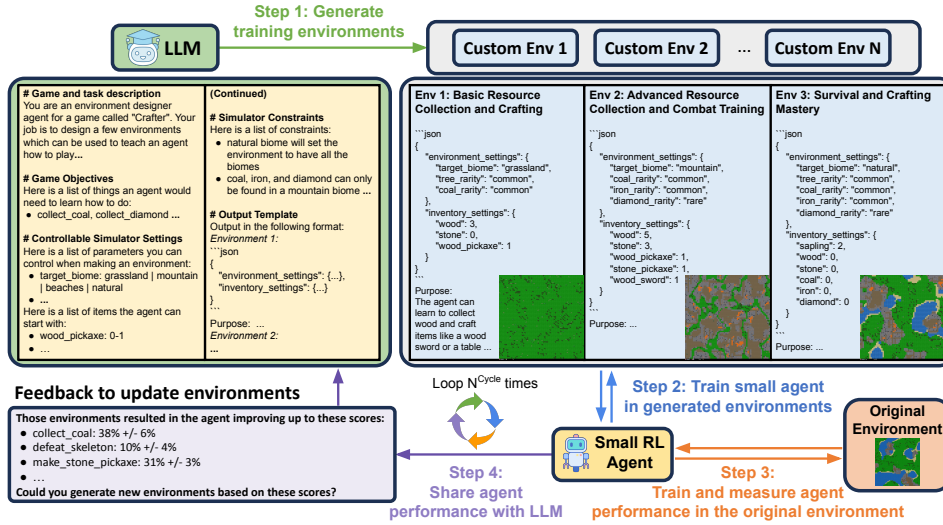 Step 1: Generate
training environments
LLM
Custom Env 1
Custom Env 2
...
Custom Env N
# Game and task description
You are an environment designer
agent for a game called "Crafter". Your
job is to design a few environments
which can be used to teach an agent
how to play...
# Game Objectives
Here is a list of things an agent would
need to learn how to do:
● collect_coal, collect_diamond ...
# Controllable Simulator Settings
Here is a list of parameters you can
control when making an environment:
● target_biome: grassland | mountain
| beaches | natural
● ...
Here is a list of items the agent can
start with:
● wood_pickaxe: 0-1
● ...
(Continued)
# Simulator Constraints
Here is a list of constraints:
● natural biome will set the
environment to have all the
biomes
● coal, iron, and diamond can only
be found in a mountain biome ...
# Output Template
Output in the following format:
Environment 1:
```json
{
"environment_settings": {...},
"inventory_settings": {...}
}
```
Purpose: ...
Environment 2:
...
Env 1: Basic Resource
Collection and Crafting
```json
{
"environment_settings": {
"target_biome": "grassland",
"tree_rarity": "common",
"coal_rarity": "common"
},
"inventory_settings": {
"wood": 3,
"stone": 0,
"wood_pickaxe": 1
}
}
```
Purpose:
The agent can
learn to collect
wood and craft
items like a wood
sword or a table ...
Env 2: Advanced Resource
Collection and Combat Training
```json
{
"environment_settings": {
"target_biome": "mountain",
"coal_rarity": "common",
"iron_rarity": "common",
"diamond_rarity": "rare"
},
"inventory_settings": {
"wood": 5,
"stone": 3,
"wood_pickaxe": 1,
"stone_pickaxe": 1,
"wood_sword": 1
}
}
```
Purpose: ...
Env 3: Survival and Crafting
Mastery
```json
{
"environment_settings": {
"target_biome": "natural",
"tree_rarity": "common",
"coal_rarity": "common",
"iron_rarity": "common",
"diamond_rarity": "rare"
},
"inventory_settings": {
"sapling": 2,
"wood": 0,
"stone": 0,
"coal": 0,
"iron": 0,
"diamond": 0
}
}
```
Purpose: ...
Feedback to update environments
Those environments resulted in the agent improving up to these scores:
● collect_coal: 38% +/- 6%
● defeat_skeleton: 10% +/- 4%
● make_stone_pickaxe: 31% +/- 3%
● ...
Could you generate new environments based on these scores?
Loop N^Cycle times
Step 2: Train small agent
in generated environments
Small RL
Agent
Original
Environment
Step 4:
Share agent
performance with LLM
Step 3:
Train and measure agent
performance in the original environment